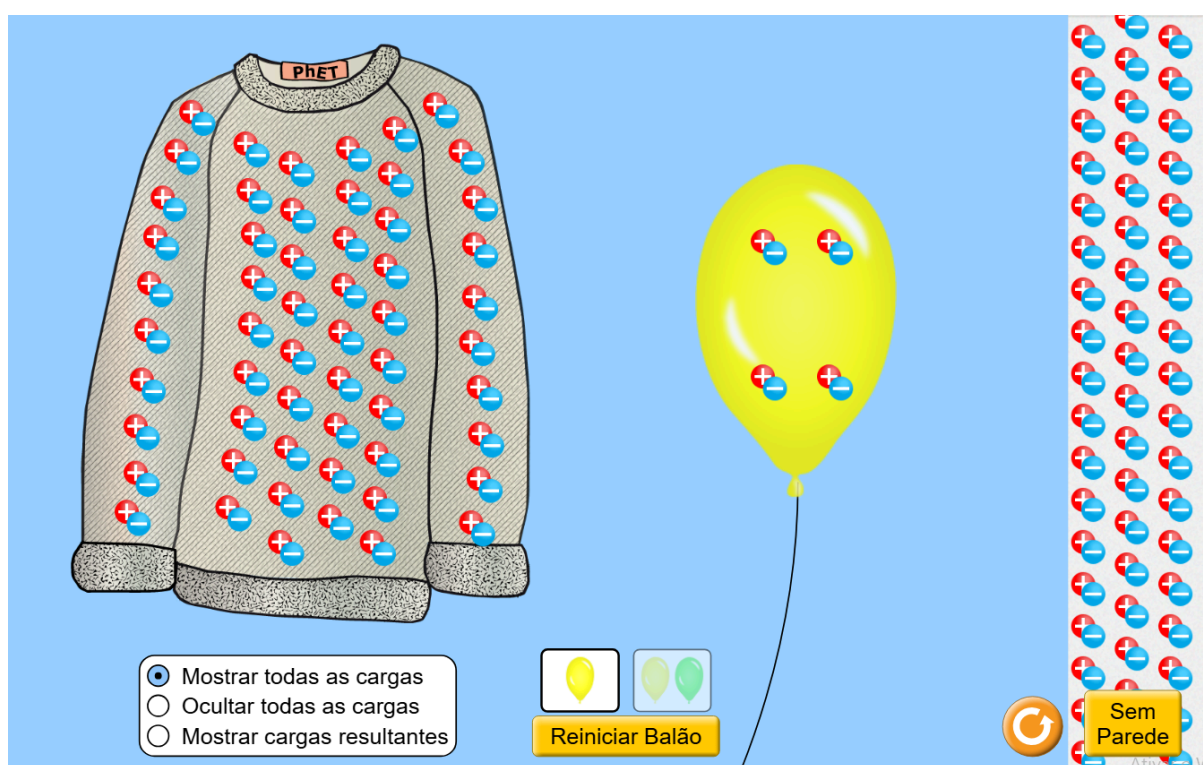 PhET
Mostrar todas as cargas
Ocultar todas as cargas
Mostrar cargas resultantes
Reiniciar Balão
Sem
Parede